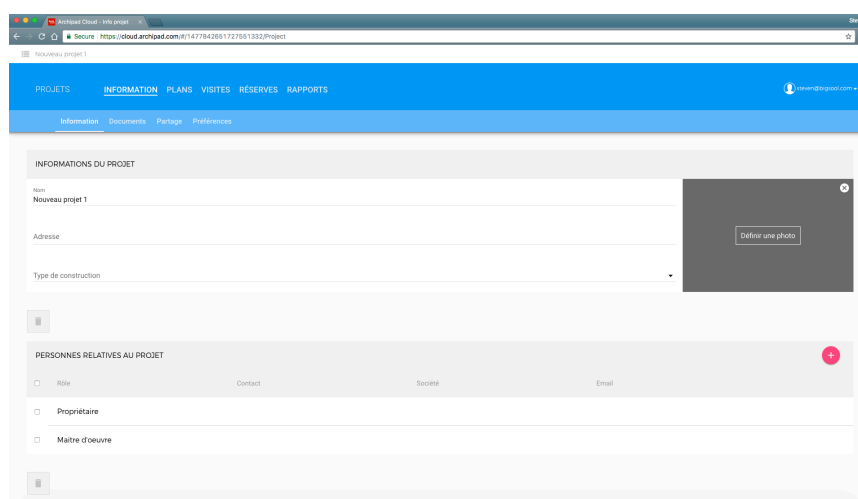 Archipad Cloud - Info projet
Ste
Secure https://cloud.archipad.com/#/1477842651727551332/Project
Nouveau projet 1
PROJETS INFORMATION PLANS VISITES RÉSERVES RAPPORTS steven@bigsool.com
Information Documents Partage Préférences
INFORMATIONS DU PROJET
Nom
Nouveau projet 1
Définir une photo
Adresse
Type de construction
PERSONNES RELATIVES AU PROJET
Rôle Contact Société Email
Propriétaire
Maitre d'oeuvre